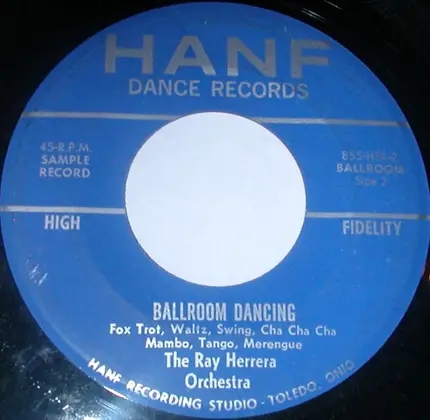 HANF
DANCE RECORDS
45-R.P.M.
SAMPLE
RECORD
BALLROOM
Side 2
HIGH
FIDELITY
BALLROOM DANCING
Fox Trot, Waltz, Swing, Cha Cha Cha
Mambo, Tango, Merengue
The Ray Herrera
Orchestra
HANF RECORDING STUDIO - TOLEDO, OHIO